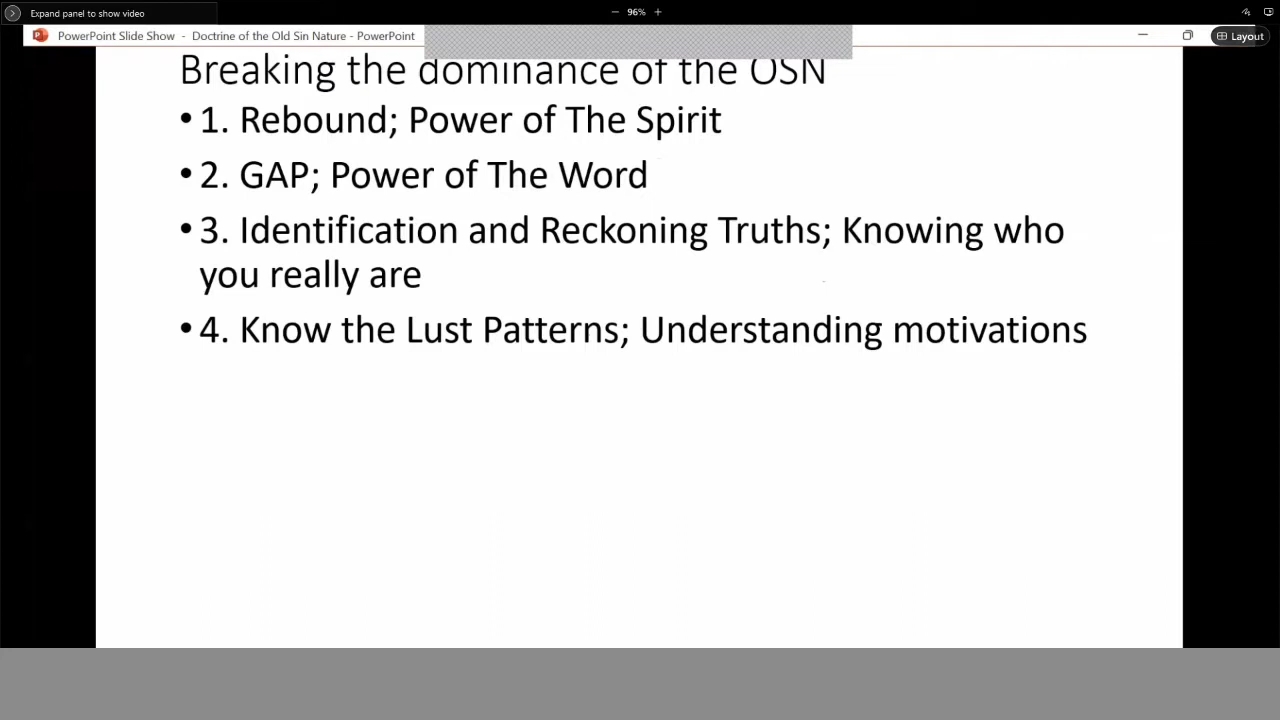 Expand panel to show video
96%
PowerPoint Slide Show - Doctrine of the Old Sin Nature - PowerPoint
Layout
Breaking the dominance of the OSN
• 1. Rebound; Power of The Spirit
• 2. GAP; Power of The Word
• 3. Identification and Reckoning Truths; Knowing who
you really are
• 4. Know the Lust Patterns; Understanding motivations